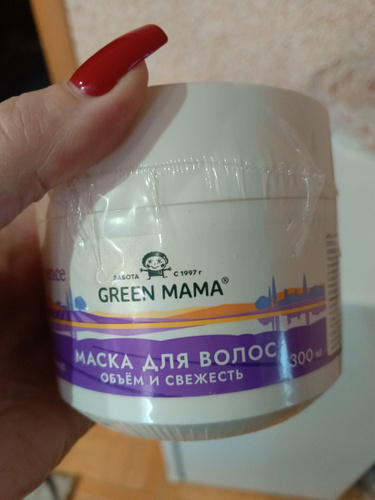 ЗАБОТА С 1997 г
GREEN MAMA®
МАСКА ДЛЯ ВОЛОС
ОБЪЁМ И СВЕЖЕСТЬ
300 мл